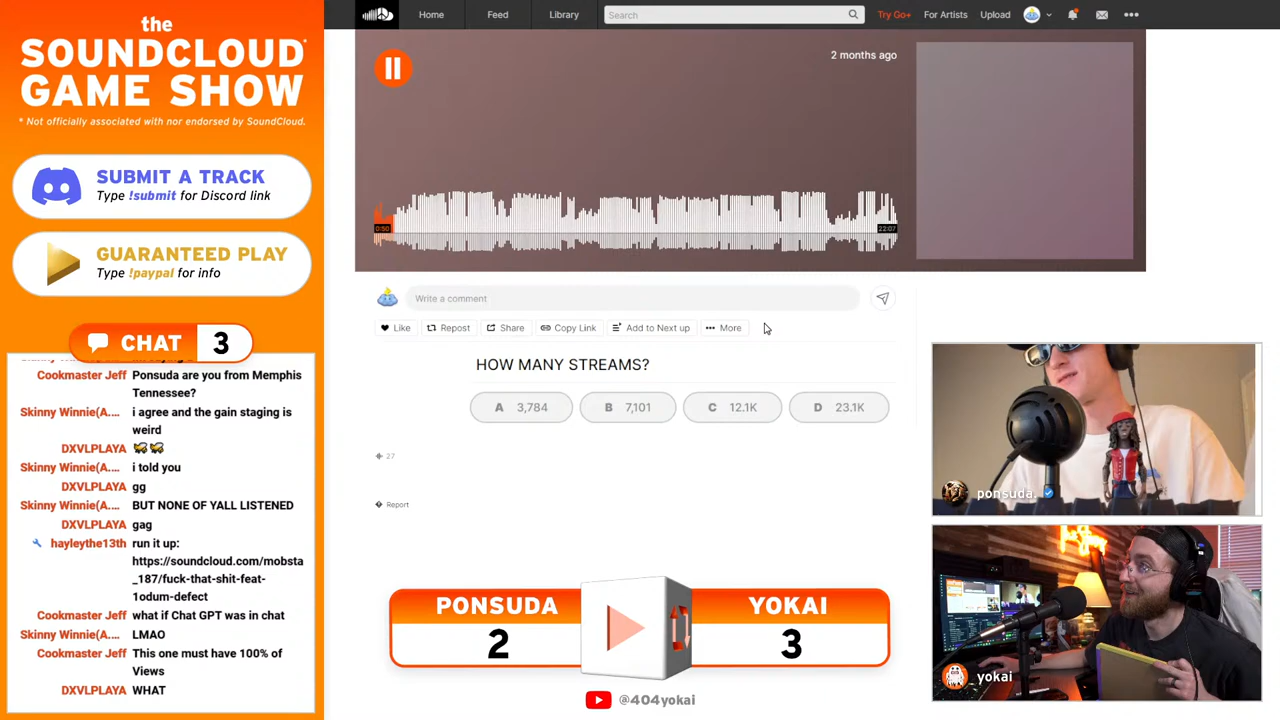 the
SOUNDCLOUD
GAME SHOW
* Not officially associated with nor endorsed by SoundCloud.
SUBMIT A TRACK
Type !submit for Discord link
GUARANTEED PLAY
Type !paypal for info
CHAT 3
Cookmaster Jeff Ponsuda are you from Memphis
Tennessee?
Skinny Winnie(A.... i agree and the gain staging is
weird
DXVLPLAYA
Skinny Winnie(A.... i told you
DXVLPLAYA gg
Skinny Winnie(A.... BUT NONE OF YALL LISTENED
DXVLPLAYA gag
hayleythe13th run it up:
https://soundcloud.com/mobsta
_187/fuck-that-shit-feat-
1odum-defect
Cookmaster Jeff what if Chat GPT was in chat
Skinny Winnie(A.... LMAO
Cookmaster Jeff This one must have 100% of
Views
DXVLPLAYA WHAT
Home Feed Library Search Try Go+ For Artists Upload
2 months ago
0:50 22:07
Write a comment
Like Repost Share Copy Link Add to Next up More
HOW MANY STREAMS?
A 3,784 B 7,101 C 12.1K D 23.1K
27
Report
PONSUDA YOKAI
2 3
@404yokai
ponsuda.
yokai